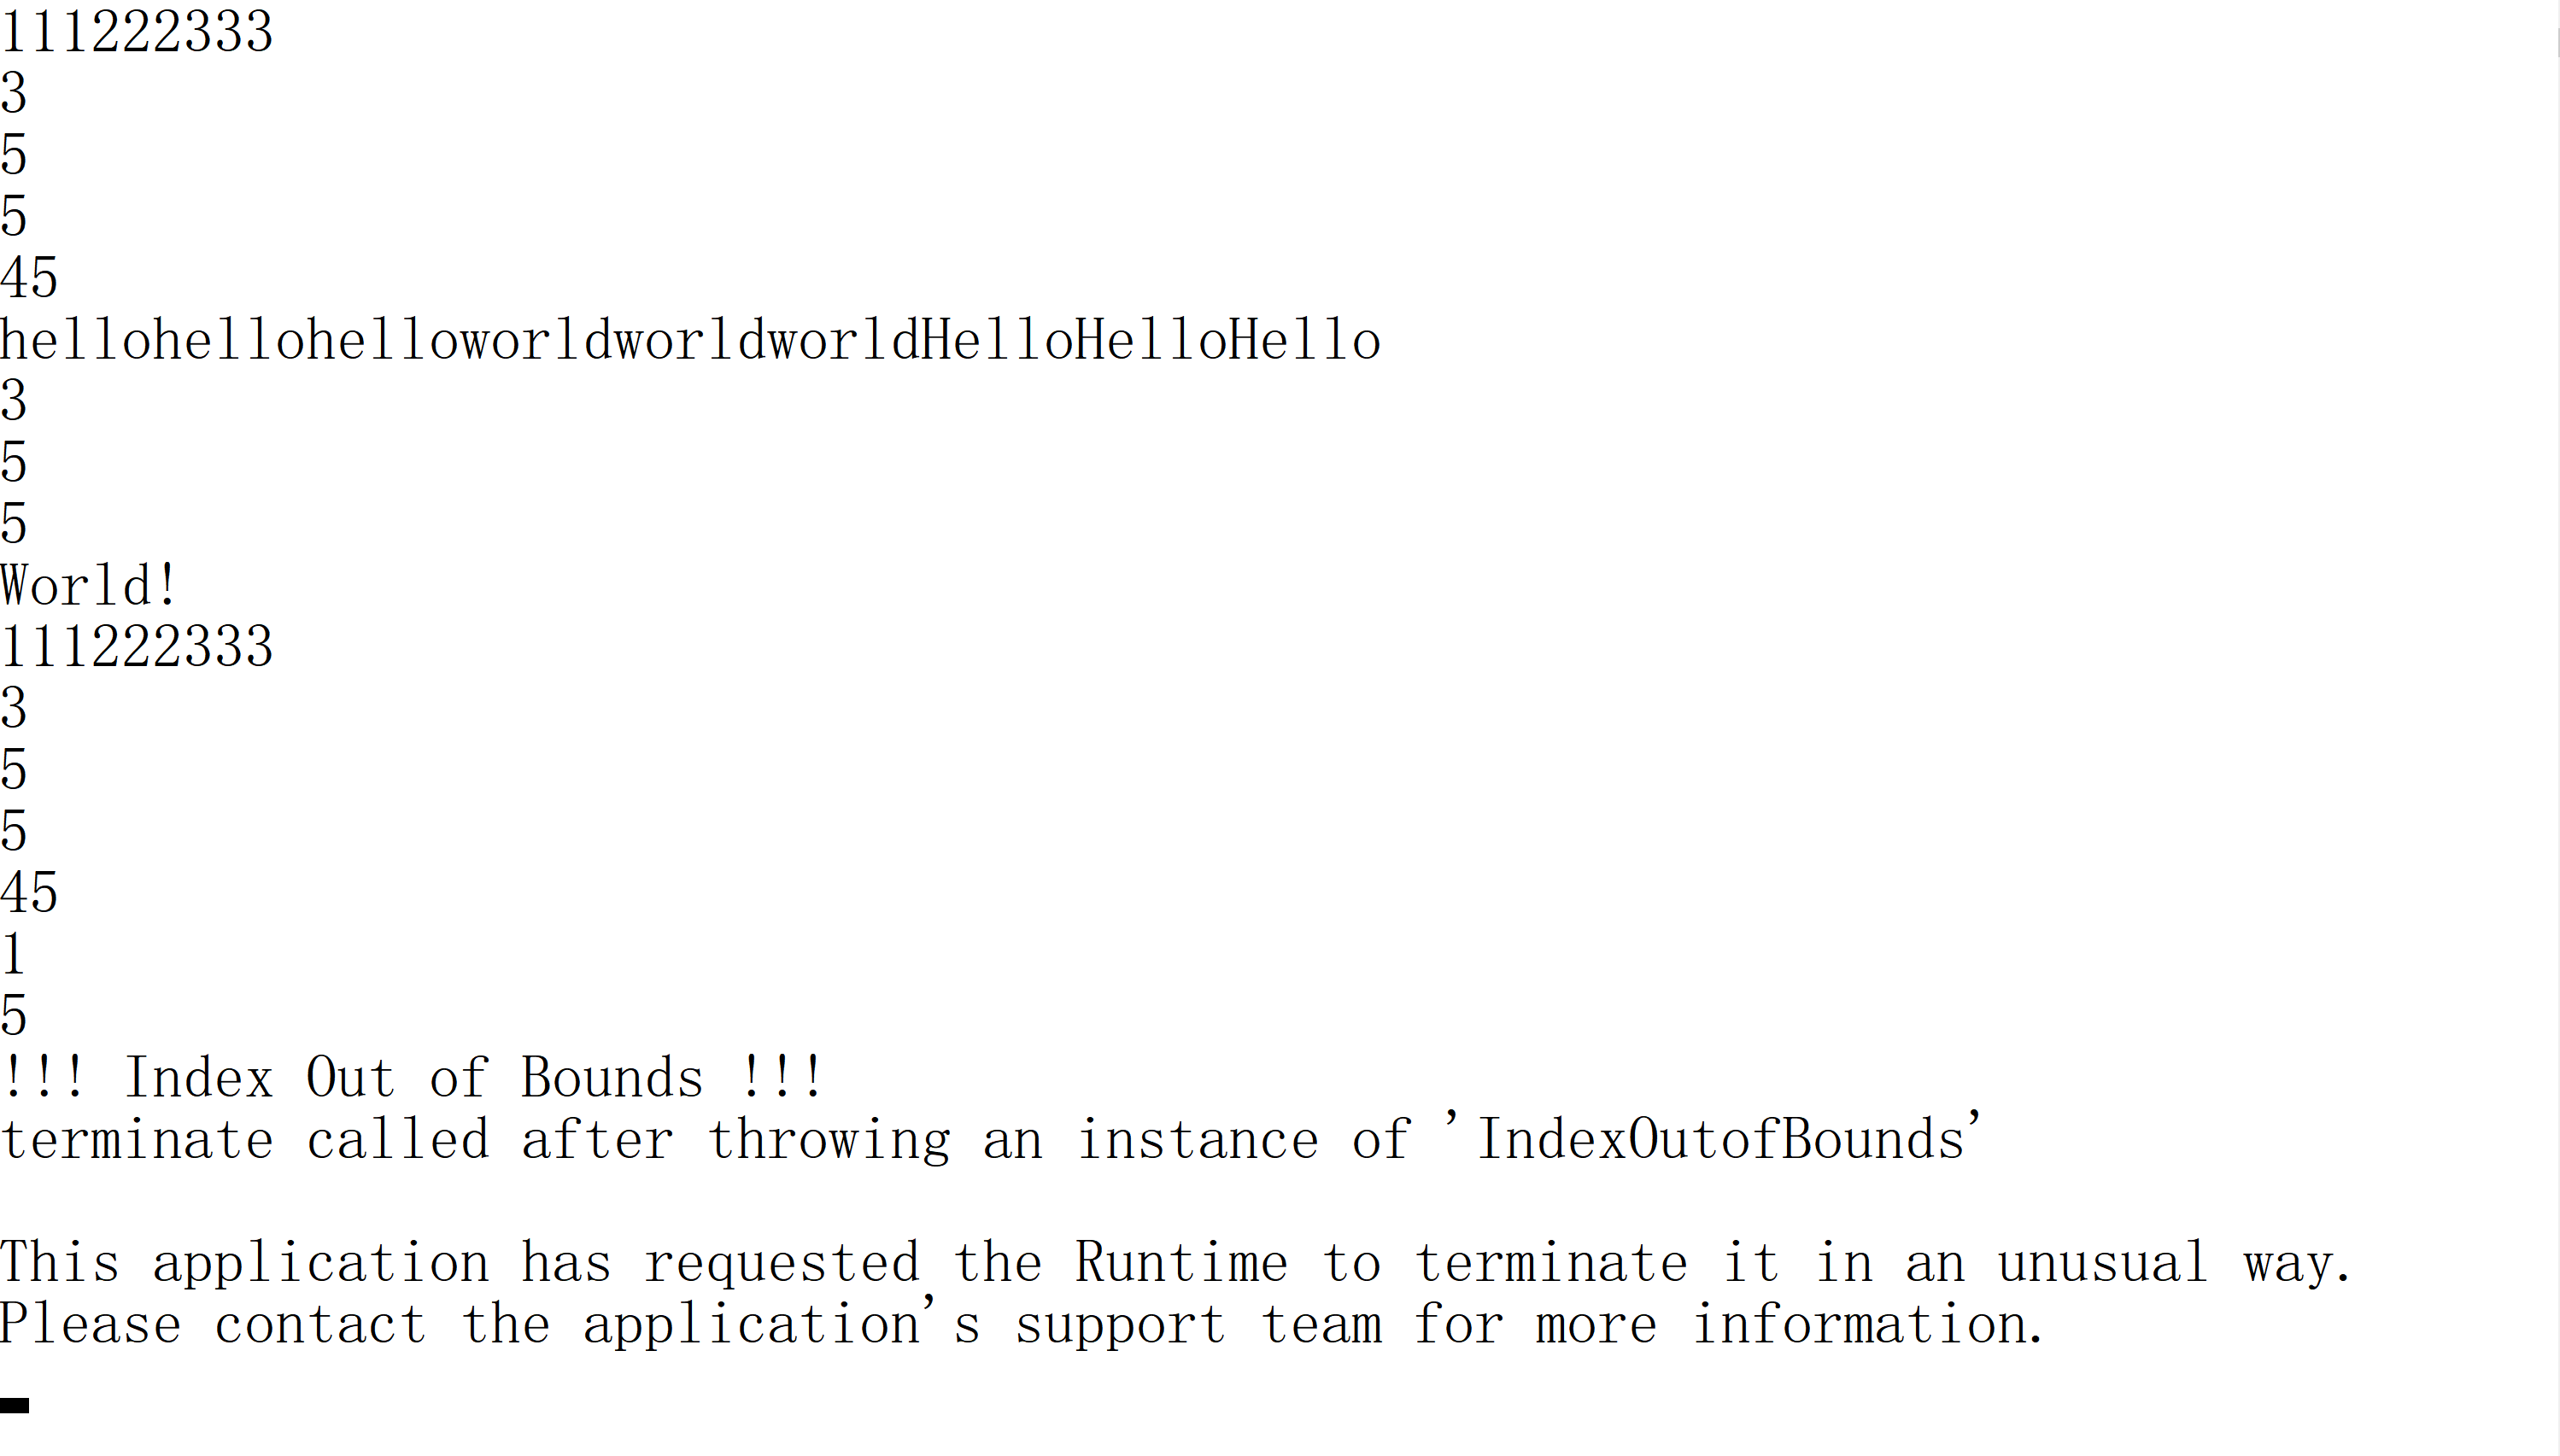 111222333
3
5
5
45
hellohellohelloworldworldworldHelloHelloHello
3
5
5
World!
111222333
3
5
5
45
1
5
!!! Index Out of Bounds !!!
terminate called after throwing an instance of 'IndexOutofBounds'
This application has requested the Runtime to terminate it in an unusual way.
Please contact the application's support team for more information.